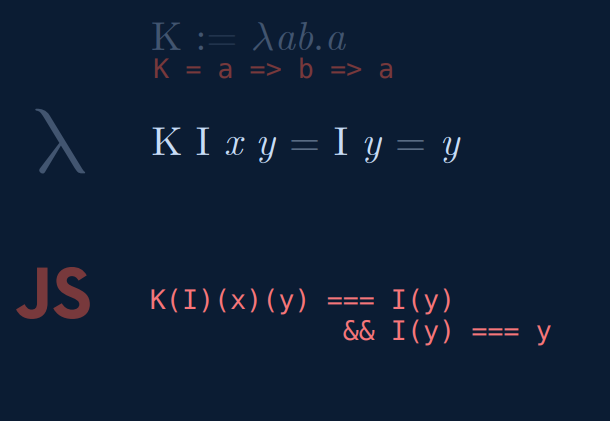 K := λab.a
K = a => b => a
λ
K I x y = I y = y
JS
K(I)(x)(y) === I(y)
&& I(y) === y